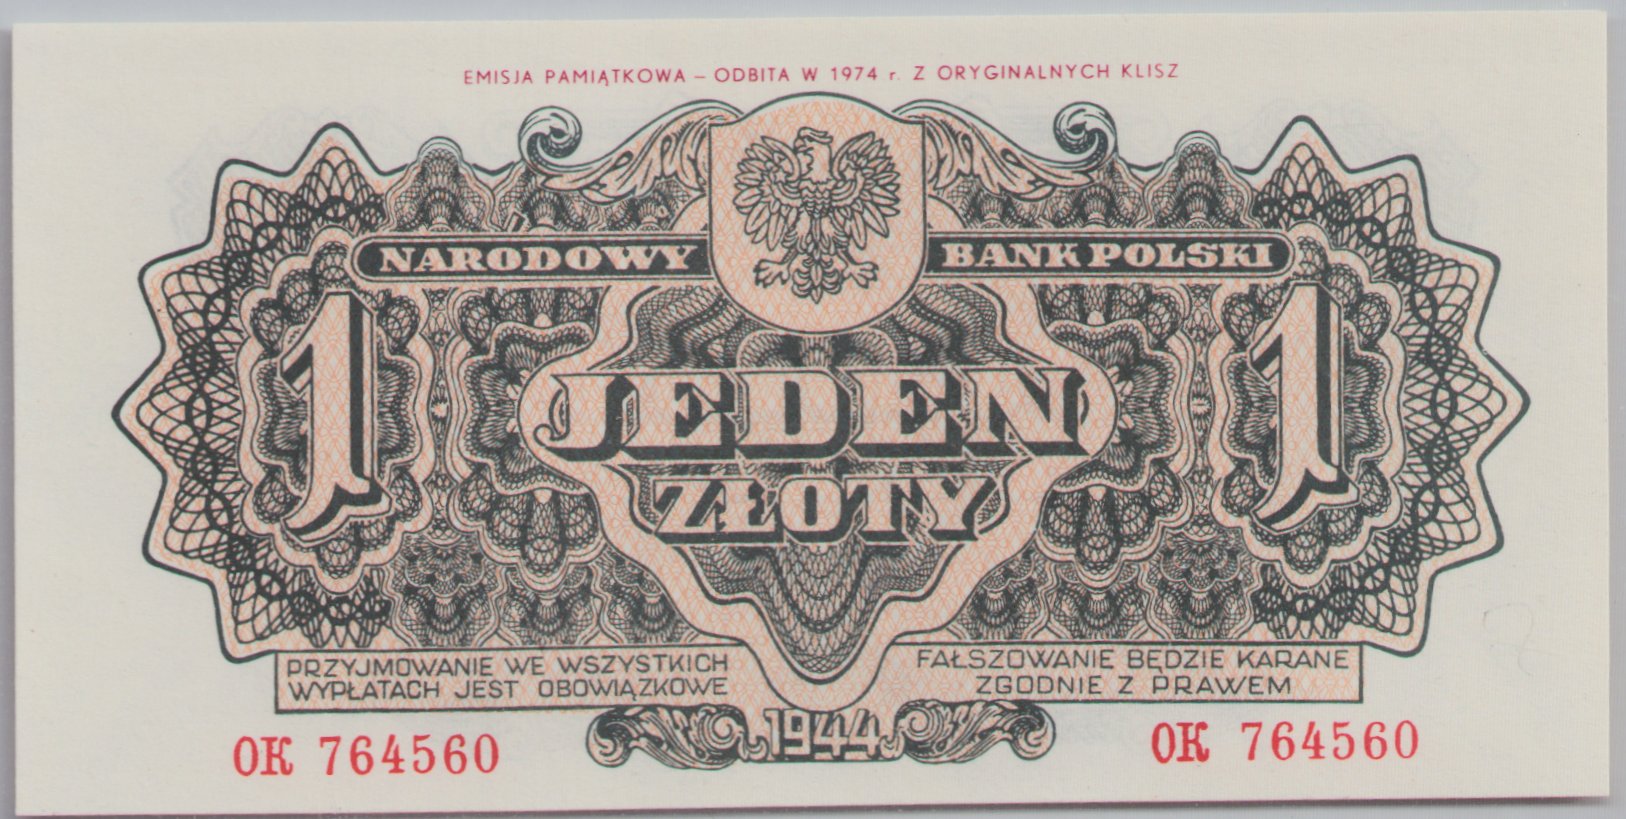 EMISJA PAMIĄTKOWA – ODBITA W 1974 r. Z ORYGINALNYCH KLISZ
NARODOWY BANK POLSKI
1 1
JEDEN
ZŁOTY
PRZYJMOWANIE WE WSZYSTKICH
WYPŁATACH JEST OBOWIĄZKOWE
FAŁSZOWANIE BĘDZIE KARANE
ZGODNIE Z PRAWEM
1944
OK 764560
OK 764560